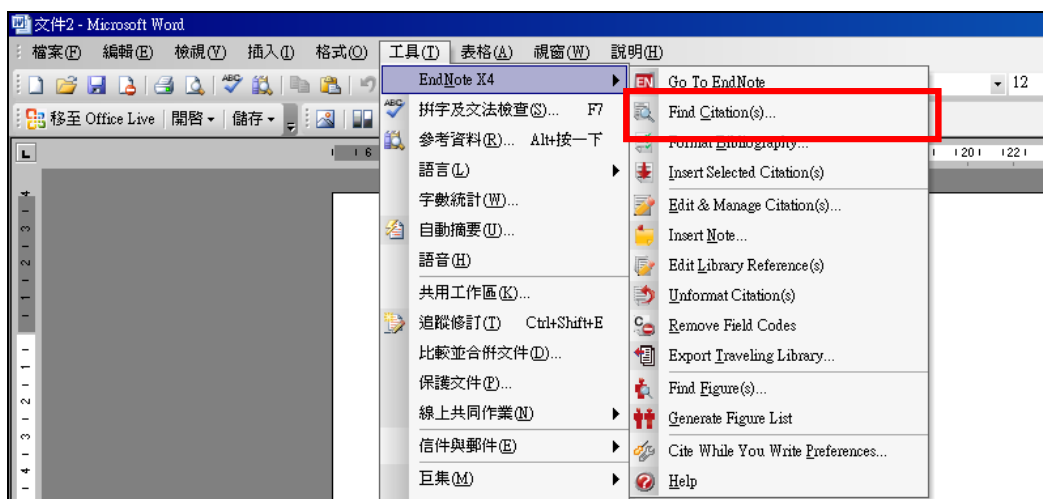 文件2 - Microsoft Word
檔案(F) 編輯(E) 檢視(V) 插入(I) 格式(O) 工具(T) 表格(A) 視窗(W) 說明(H)
12
移至 Office Live 開啓 儲存
6 20 22
EndNote X4
拼字及文法檢查(S)... F7
參考資料(R)... Alt+按一下
語言(L)
字數統計(W)...
自動摘要(U)...
語音(H)
共用工作區(K)...
追蹤修訂(T) Ctrl+Shift+E
比較並合併文件(D)...
保護文件(P)...
線上共同作業(N)
信件與郵件(E)
巨集(M)
Go To EndNote
Find Citation(s)...
Format Bibliography...
Insert Selected Citation(s)
Edit & Manage Citation(s)...
Insert Note...
Edit Library Reference(s)
Unformat Citation(s)
Remove Field Codes
Export Traveling Library...
Find Figure(s)...
Generate Figure List
Cite While You Write Preferences...
Help